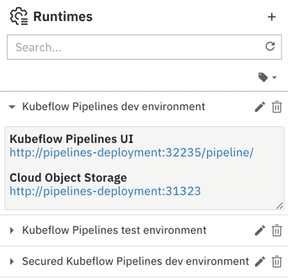 Runtimes
Search...
Kubeflow Pipelines dev environment
Kubeflow Pipelines UI
http://pipelines-deployment:32235/pipeline/
Cloud Object Storage
http://pipelines-deployment:31323
Kubeflow Pipelines test environment
Secured Kubeflow Pipelines dev environment